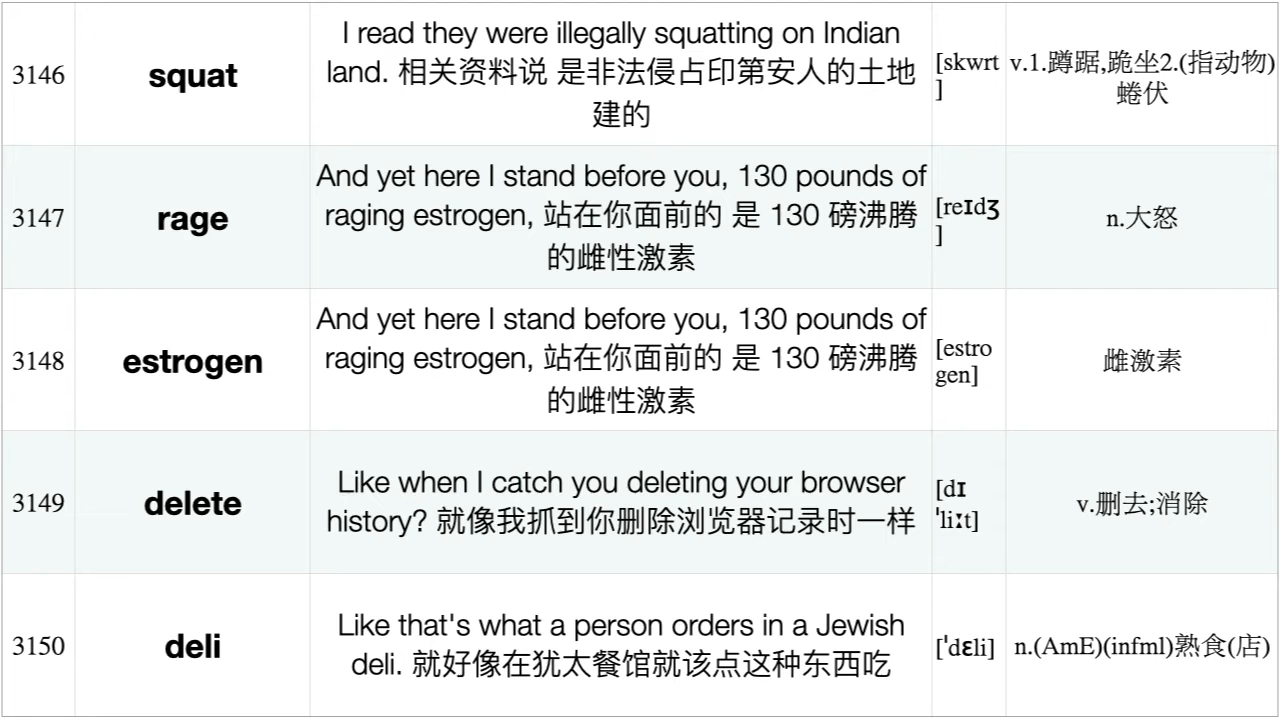 3146
squat
I read they were illegally squatting on Indian
land. 相关资料说 是非法侵占印第安人的土地
建的
[skwrt
]
v.1.蹲踞,跪坐2.(指动物)
蜷伏
3147
rage
And yet here I stand before you, 130 pounds of
raging estrogen, 站在你面前的 是 130 磅沸腾
的雌性激素
[reɪdʒ
]
n.大怒
3148
estrogen
And yet here I stand before you, 130 pounds of
raging estrogen, 站在你面前的 是 130 磅沸腾
的雌性激素
[estro
gen]
雌激素
3149
delete
Like when I catch you deleting your browser
history? 就像我抓到你删除浏览器记录时一样
[dɪ
ˈliːt]
v.删去;消除
3150
deli
Like that's what a person orders in a Jewish
deli. 就好像在犹太餐馆就该点这种东西吃
[ˈdɛli]
n.(AmE)(infml)熟食(店)